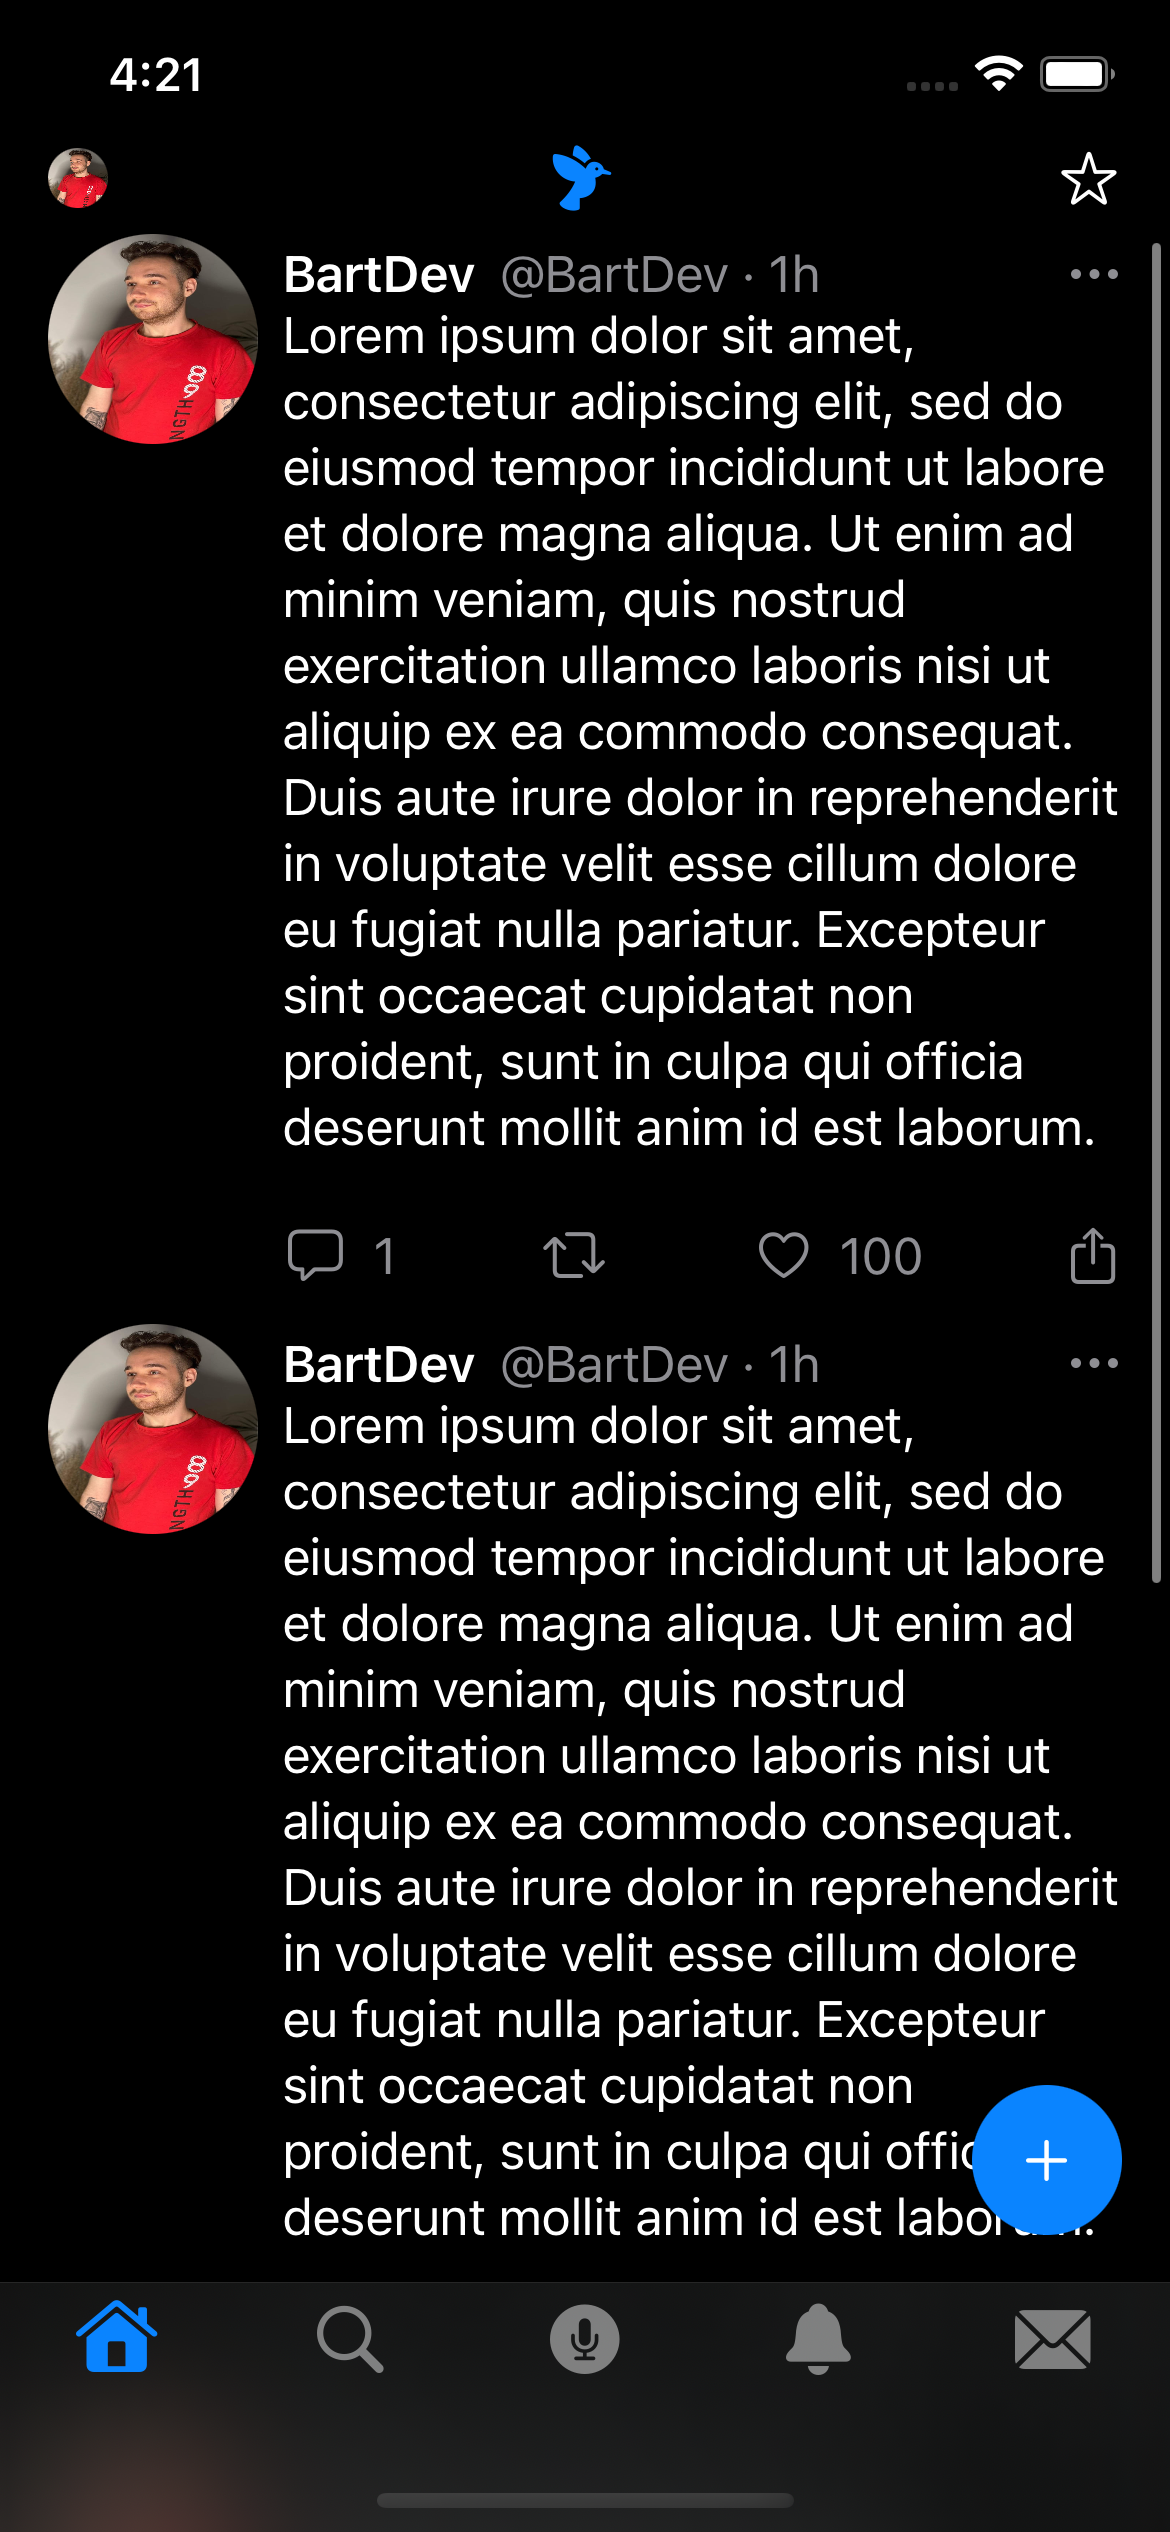 4:21
BartDev @BartDev · 1h
Lorem ipsum dolor sit amet,
consectetur adipiscing elit, sed do
eiusmod tempor incididunt ut labore
et dolore magna aliqua. Ut enim ad
minim veniam, quis nostrud
exercitation ullamco laboris nisi ut
aliquip ex ea commodo consequat.
Duis aute irure dolor in reprehenderit
in voluptate velit esse cillum dolore
eu fugiat nulla pariatur. Excepteur
sint occaecat cupidatat non
proident, sunt in culpa qui officia
deserunt mollit anim id est laborum.
1 100
BartDev @BartDev · 1h
Lorem ipsum dolor sit amet,
consectetur adipiscing elit, sed do
eiusmod tempor incididunt ut labore
et dolore magna aliqua. Ut enim ad
minim veniam, quis nostrud
exercitation ullamco laboris nisi ut
aliquip ex ea commodo consequat.
Duis aute irure dolor in reprehenderit
in voluptate velit esse cillum dolore
eu fugiat nulla pariatur. Excepteur
sint occaecat cupidatat non
proident, sunt in culpa qui
deserunt mollit anim id est